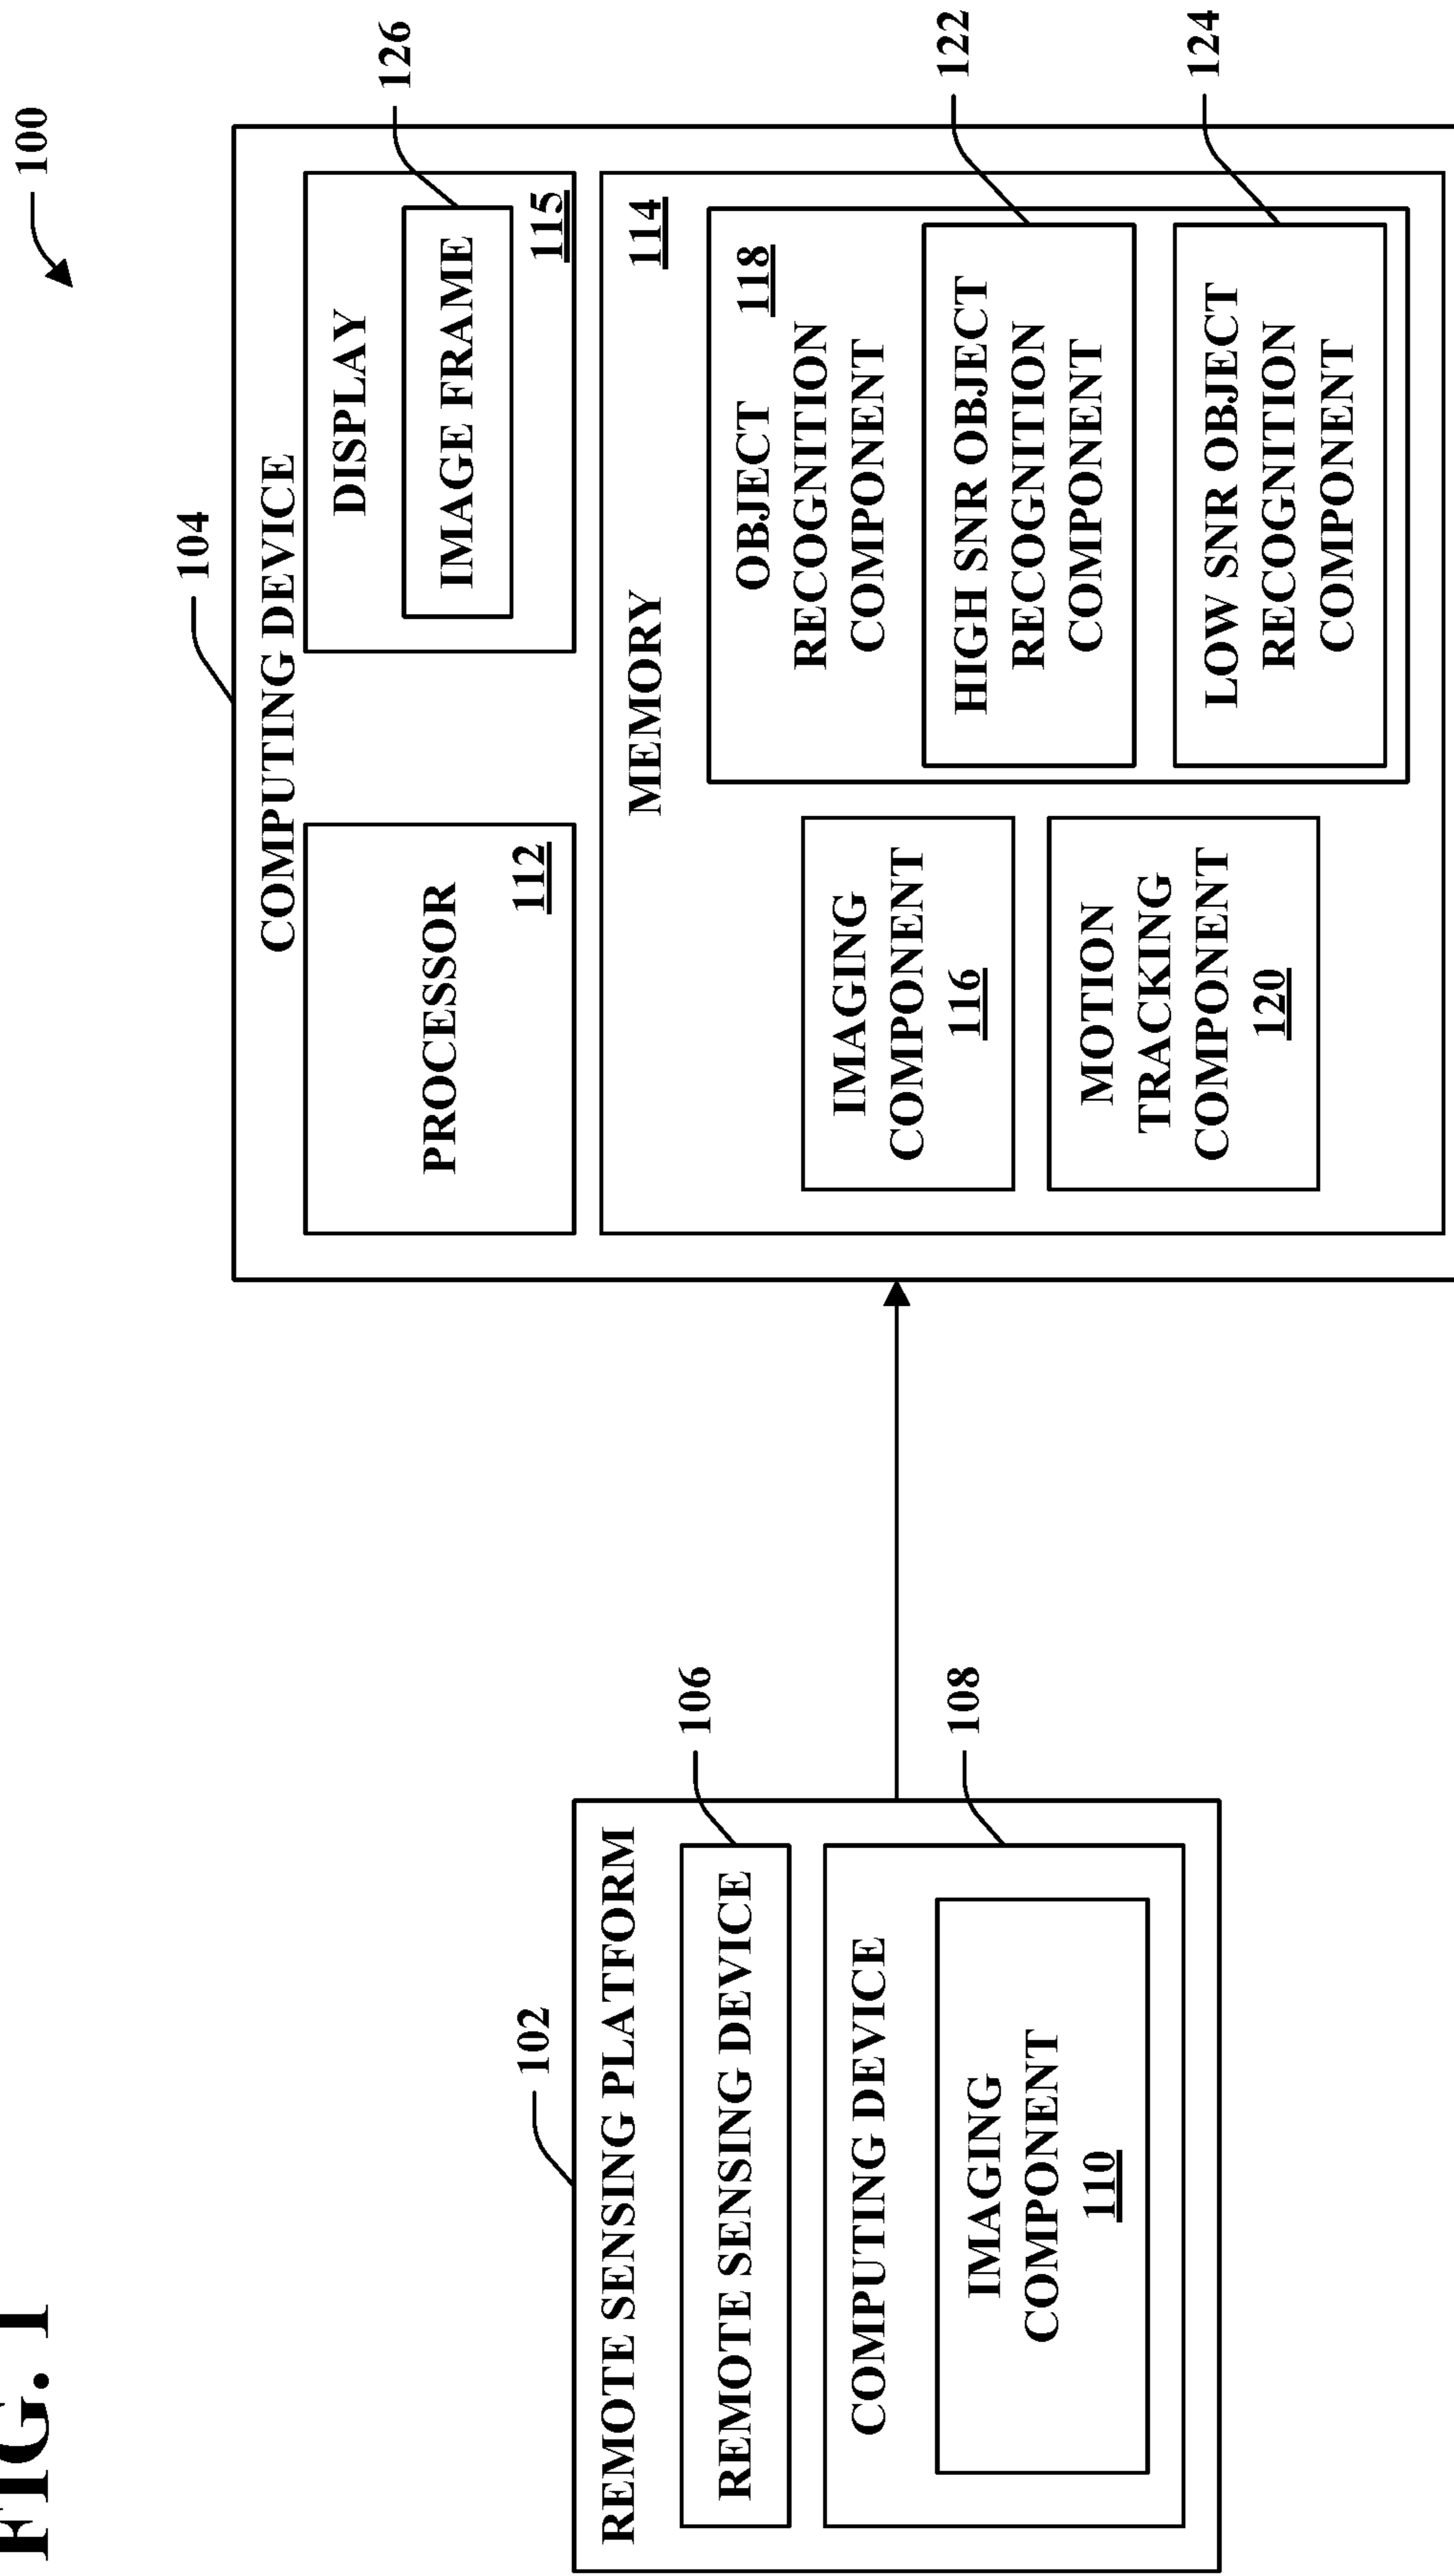 100
104
COMPUTING DEVICE
PROCESSOR
112
DISPLAY
IMAGE FRAME
115
126
MEMORY
114
IMAGING
COMPONENT
116
MOTION
TRACKING
COMPONENT
120
118
OBJECT
RECOGNITION
COMPONENT
HIGH SNR OBJECT
RECOGNITION
COMPONENT
122
LOW SNR OBJECT
RECOGNITION
COMPONENT
124
102
REMOTE SENSING PLATFORM
REMOTE SENSING DEVICE
106
COMPUTING DEVICE
108
IMAGING
COMPONENT
110
FIG. 1